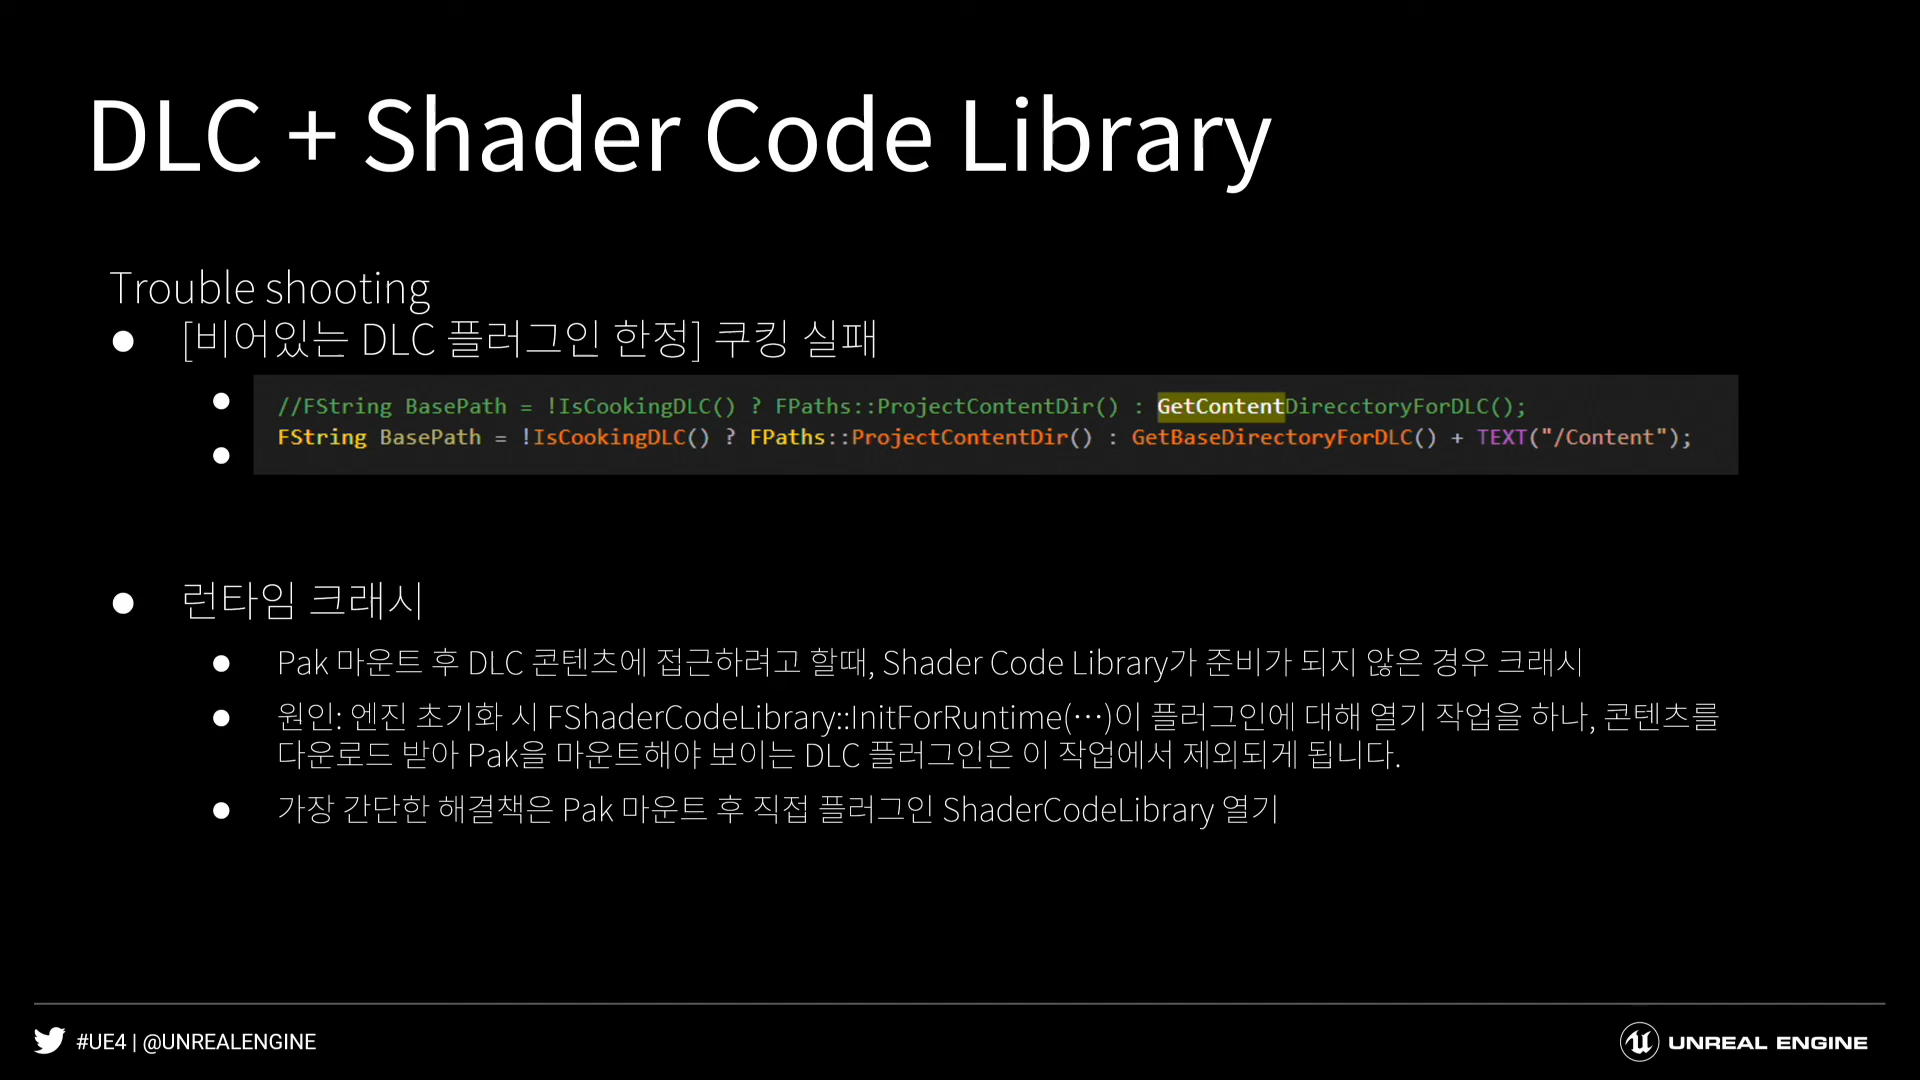 DLC + Shader Code Library
Trouble shooting
● [비어있는 DLC 플러그인 한정] 쿠킹 실패
● //FString BasePath = !IsCookingDLC() ? FPaths::ProjectContentDir() : GetContentDirecctoryForDLC();
● FString BasePath = !IsCookingDLC() ? FPaths::ProjectContentDir() : GetBaseDirectoryForDLC() + TEXT("/Content");
● 런타임 크래시
● Pak 마운트 후 DLC 콘텐츠에 접근하려고 할때, Shader Code Library가 준비가 되지 않은 경우 크래시
● 원인: 엔진 초기화 시 FShaderCodeLibrary::InitForRuntime(⋯)이 플러그인에 대해 열기 작업을 하나, 콘텐츠를
다운로드 받아 Pak을 마운트해야 보이는 DLC 플러그인은 이 작업에서 제외되게 됩니다.
● 가장 간단한 해결책은 Pak 마운트 후 직접 플러그인 ShaderCodeLibrary 열기
#UE4 | @UNREALENGINE
UNREAL ENGINE